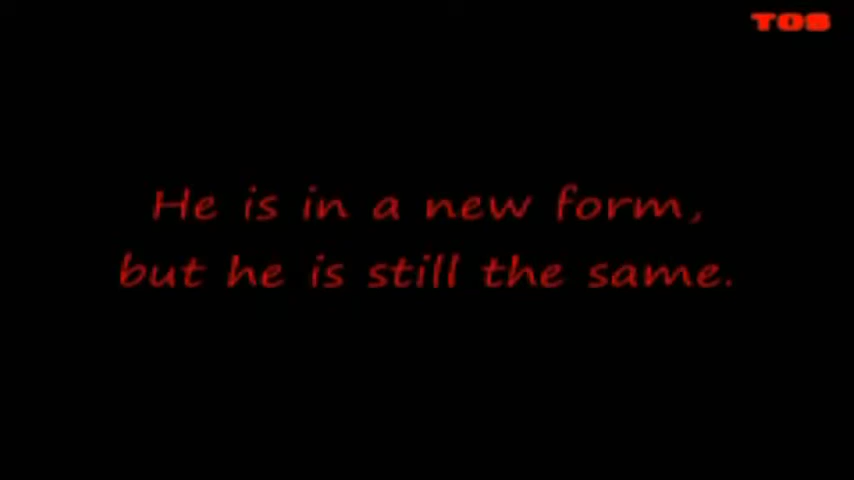 TOS
He is in a new form,
but he is still the same.